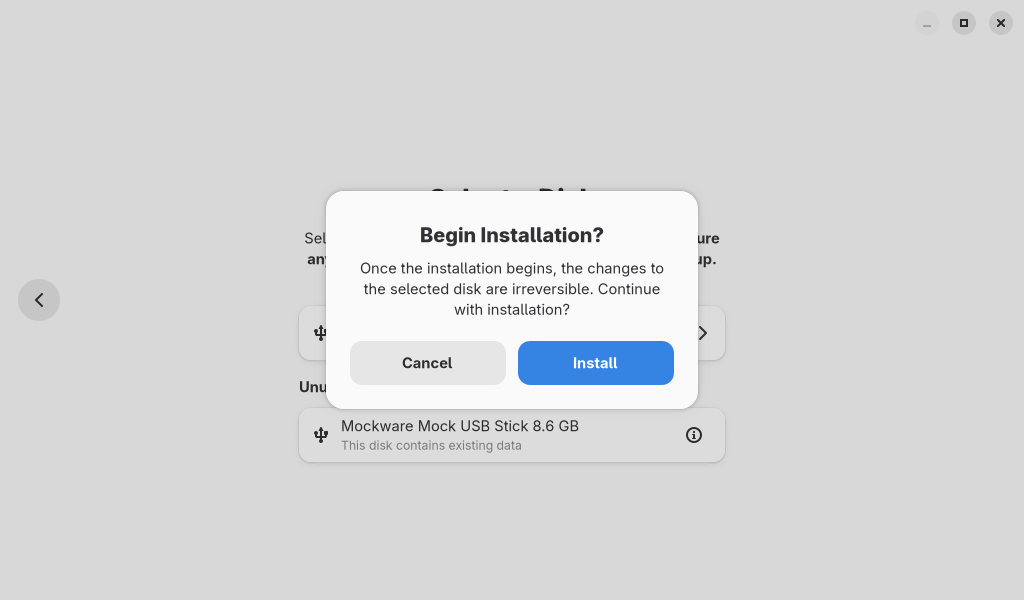 Begin Installation?
Once the installation begins, the changes to
the selected disk are irreversible. Continue
with installation?
Cancel
Install
Mockware Mock USB Stick 8.6 GB
This disk contains existing data